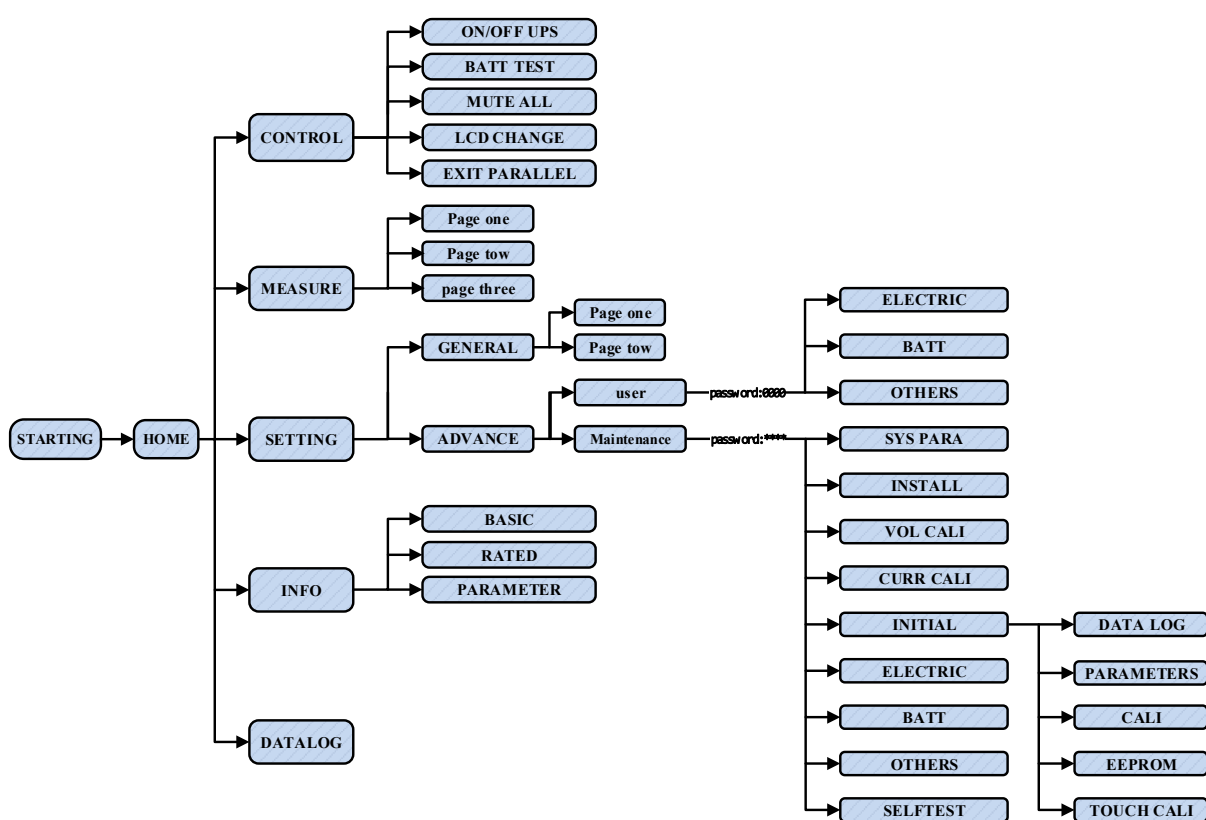 STARTING
HOME
CONTROL
ON/OFF UPS
BATT TEST
MUTE ALL
LCD CHANGE
EXIT PARALLEL
MEASURE
Page one
Page tow
page three
SETTING
GENERAL
Page one
Page tow
ADVANCE
user
password:0000
ELECTRIC
BATT
OTHERS
Maintenance
password:****
SYS PARA
INSTALL
VOL CALI
CURR CALI
INITIAL
DATA LOG
PARAMETERS
CALI
EEPROM
TOUCH CALI
ELECTRIC
BATT
OTHERS
SELFTEST
INFO
BASIC
RATED
PARAMETER
DATALOG